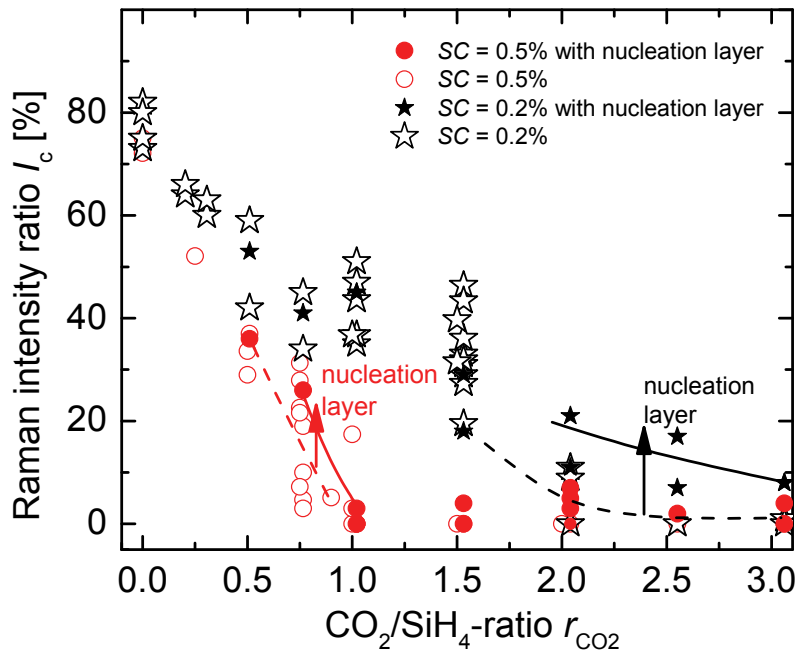 SC = 0.5% with nucleation layer
SC = 0.5%
SC = 0.2% with nucleation layer
SC = 0.2%
Raman intensity ratio I_c [%]
80
60
40
20
0
nucleation
layer
nucleation
layer
0.0 0.5 1.0 1.5 2.0 2.5 3.0
CO₂/SiH₄-ratio r_CO2